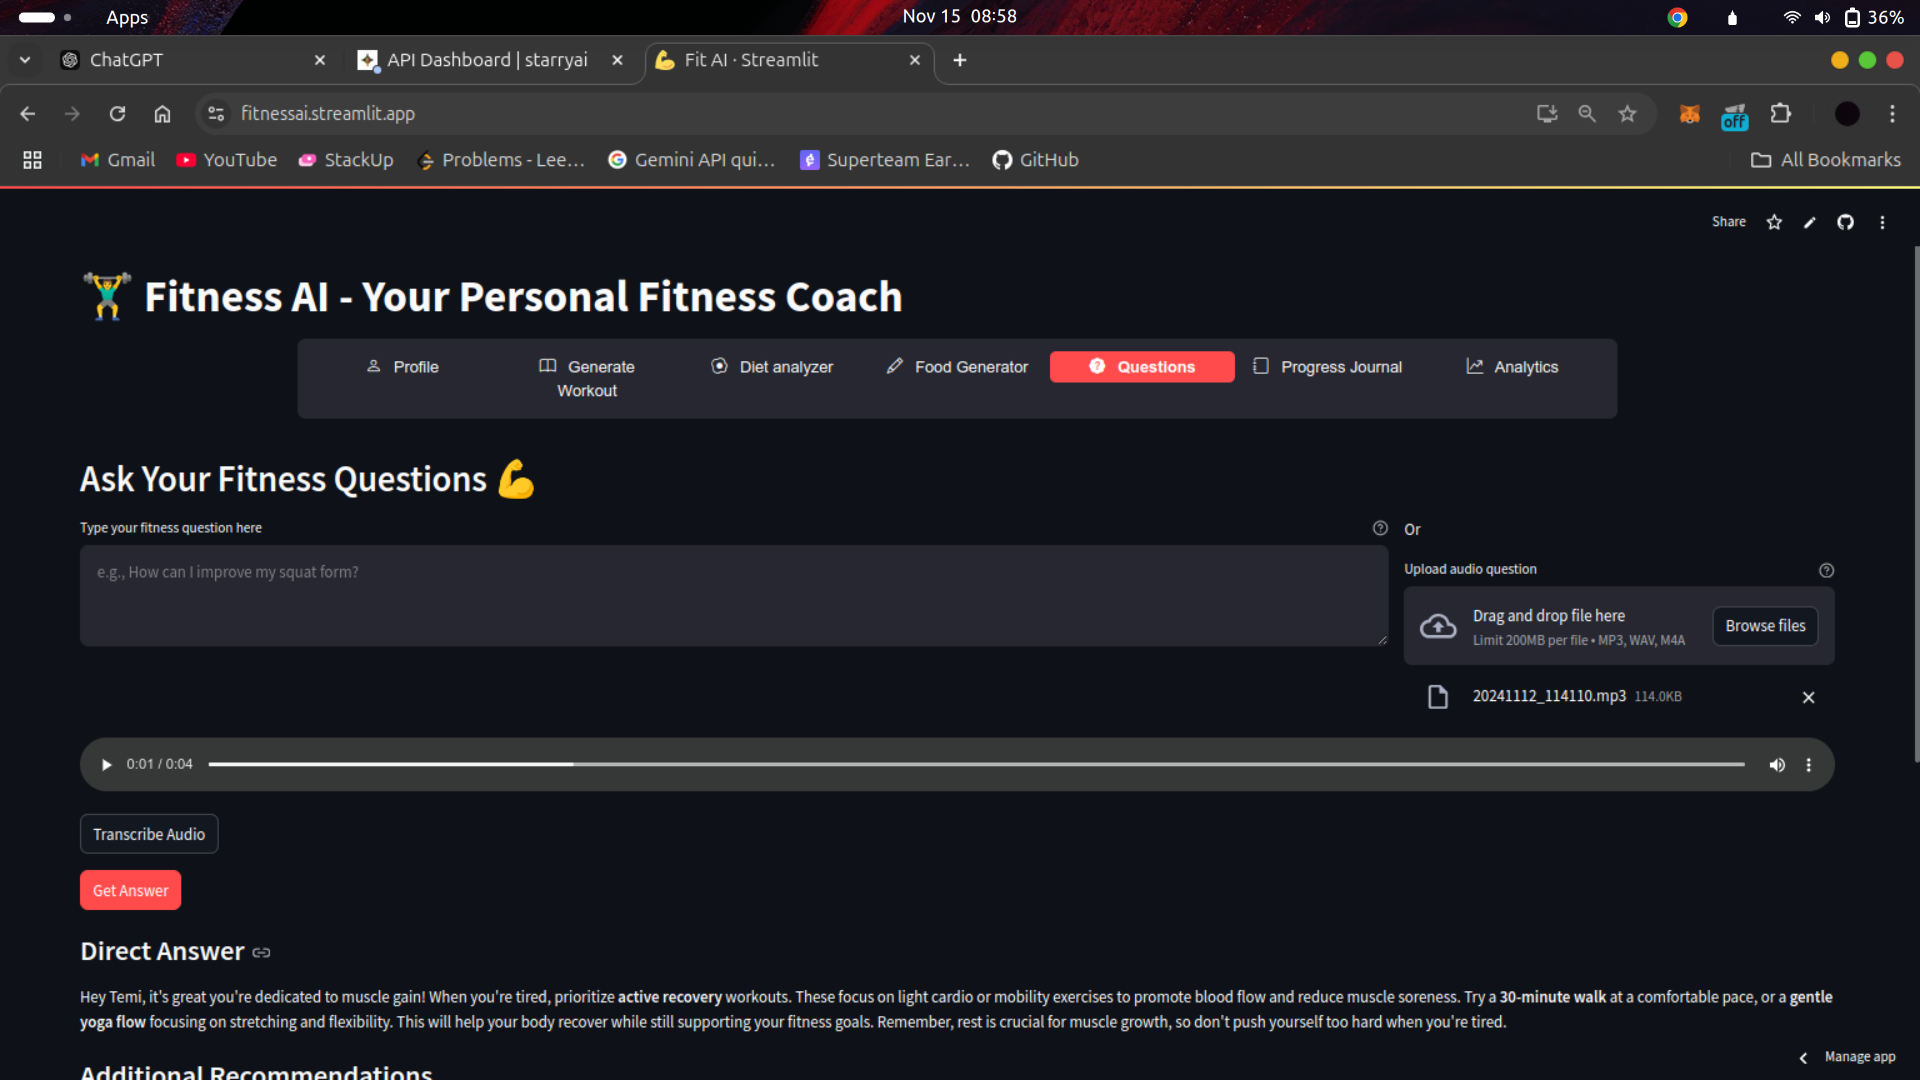 Apps
Nov 15 08:58
36%
ChatGPT
API Dashboard | starryai
Fit AI · Streamlit
fitnessai.streamlit.app
off
Gmail
YouTube
StackUp
Problems - Lee...
Gemini API qui...
Superteam Ear...
GitHub
All Bookmarks
Share
Fitness AI - Your Personal Fitness Coach
Profile
Generate
Workout
Diet analyzer
Food Generator
Questions
Progress Journal
Analytics
Ask Your Fitness Questions
Type your fitness question here
e.g., How can I improve my squat form?
Or
Upload audio question
Drag and drop file here
Limit 200MB per file • MP3, WAV, M4A
Browse files
20241112_114110.mp3 114.0KB
0:01 / 0:04
Transcribe Audio
Get Answer
Direct Answer
Hey Temi, it's great you're dedicated to muscle gain! When you're tired, prioritize active recovery workouts. These focus on light cardio or mobility exercises to promote blood flow and reduce muscle soreness. Try a 30-minute walk at a comfortable pace, or a gentle
yoga flow focusing on stretching and flexibility. This will help your body recover while still supporting your fitness goals. Remember, rest is crucial for muscle growth, so don't push yourself too hard when you're tired.
Manage app
Additional Recommendations